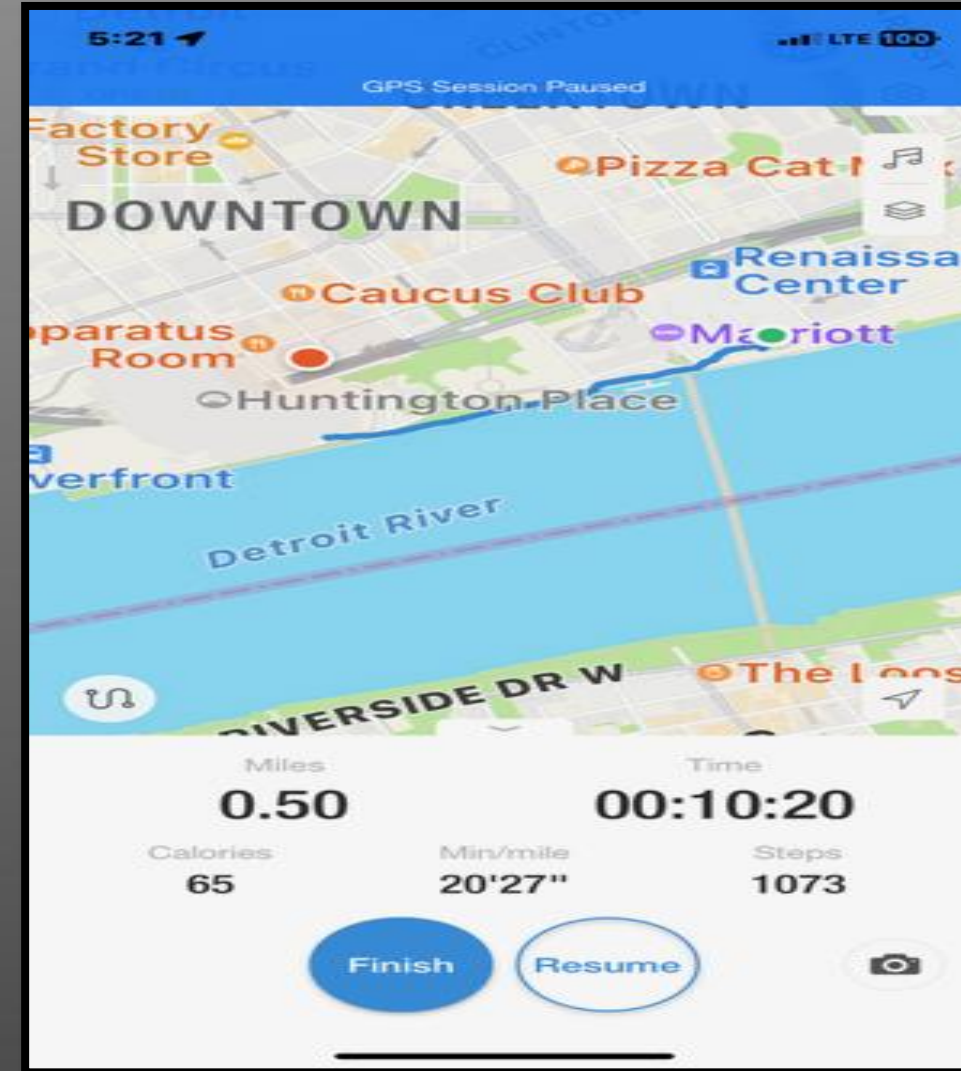 5:21
LTE 100
GPS Session Paused
Factory
Store
Pizza Cat
DOWNTOWN
Renaissa
Center
Caucus Club
pparatus
Room
Huntington Place
verfront
Detroit River
RIVERSIDE DR W
The
Miles
Time
0.50
00:10:20
Calories
Min/mile
Steps
65
20'27"
1073
Finish
Resume